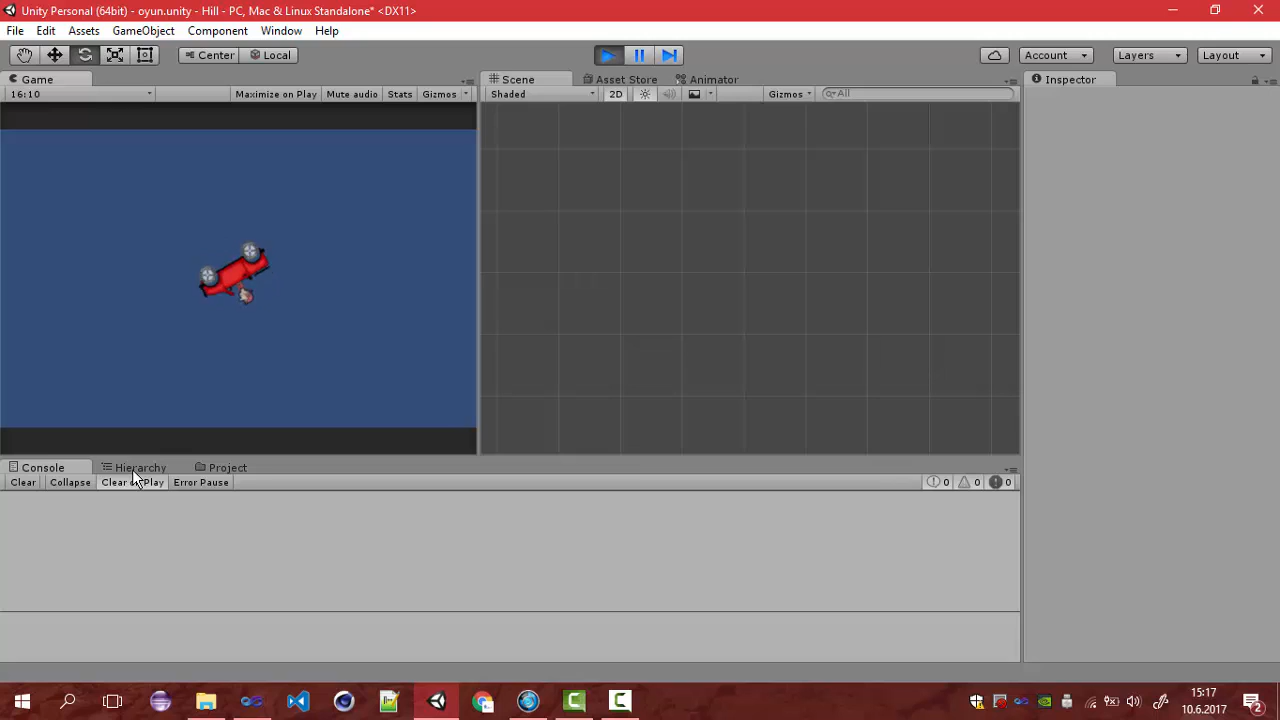 Unity Personal (64bit) - oyun.unity - Hill - PC, Mac & Linux Standalone* <DX11>
File Edit Assets GameObject Component Window Help
Center Local Account Layers Layout
Game Scene Asset Store Animator Inspector
16:10 Maximize on Play Mute audio Stats Gizmos Shaded 2D Gizmos All
Console Hierarchy Project
Clear Collapse Clear on Play Error Pause 0 0 0
15:17
10.6.2017
2